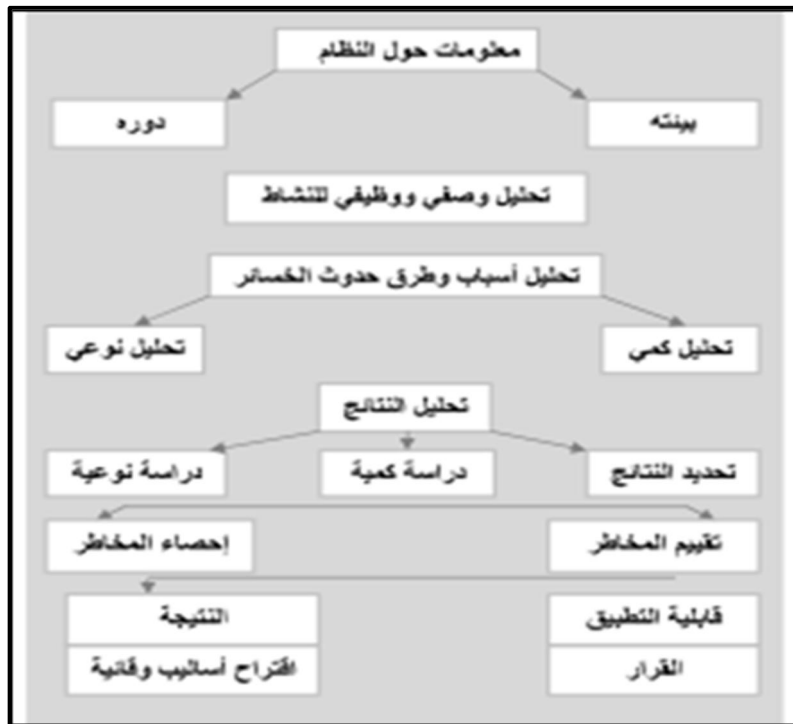 معلومات حول النظام
بيئته
دوره
تحليل وصفي ووظيفي للنشاط
تحليل أسباب وطرق حدوث الخسائر
تحليل كمي
تحليل نوعي
تحليل النتائج
تحديد النتائج
دراسة كمية
دراسة نوعية
تقييم المخاطر
إحصاء المخاطر
قابلية التطبيق
النتيجة
القرار
اقتراح أساليب وقائية